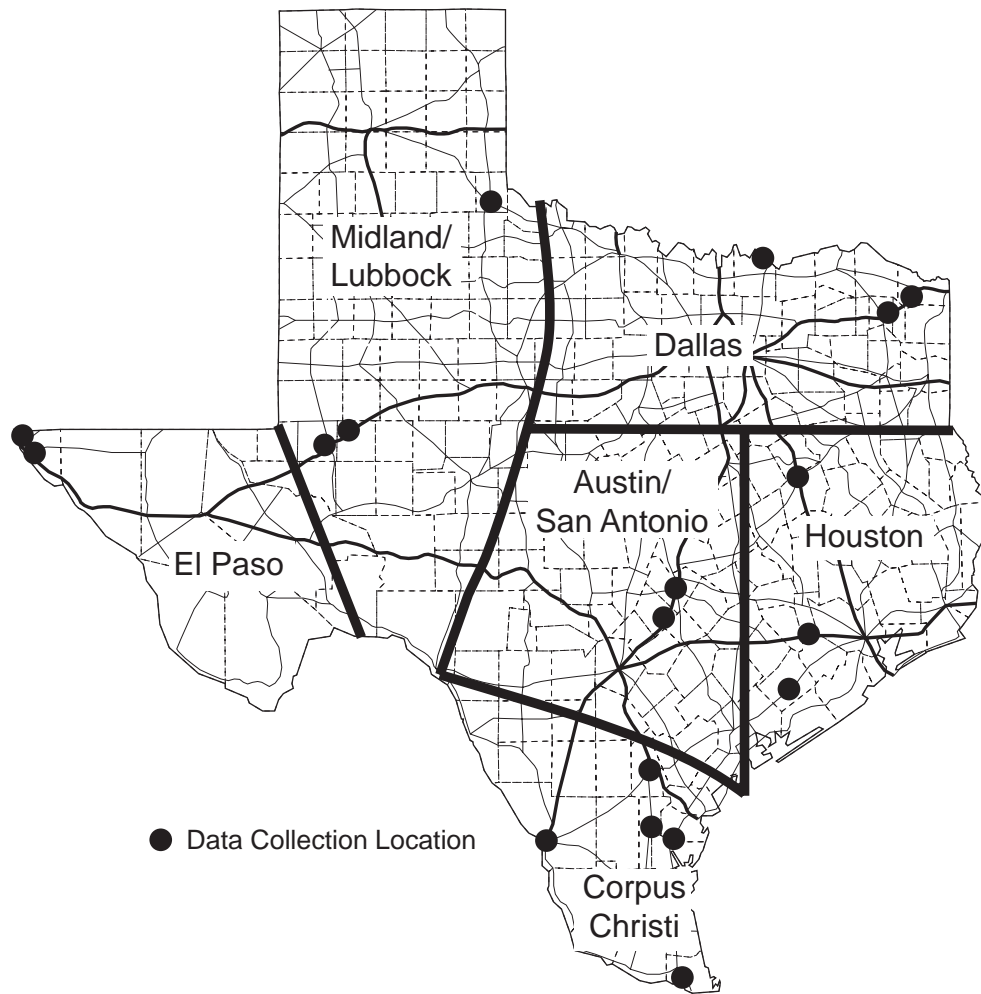 Midland/
Lubbock
Dallas
Austin/
San Antonio
Houston
El Paso
Data Collection Location
Corpus
Christi